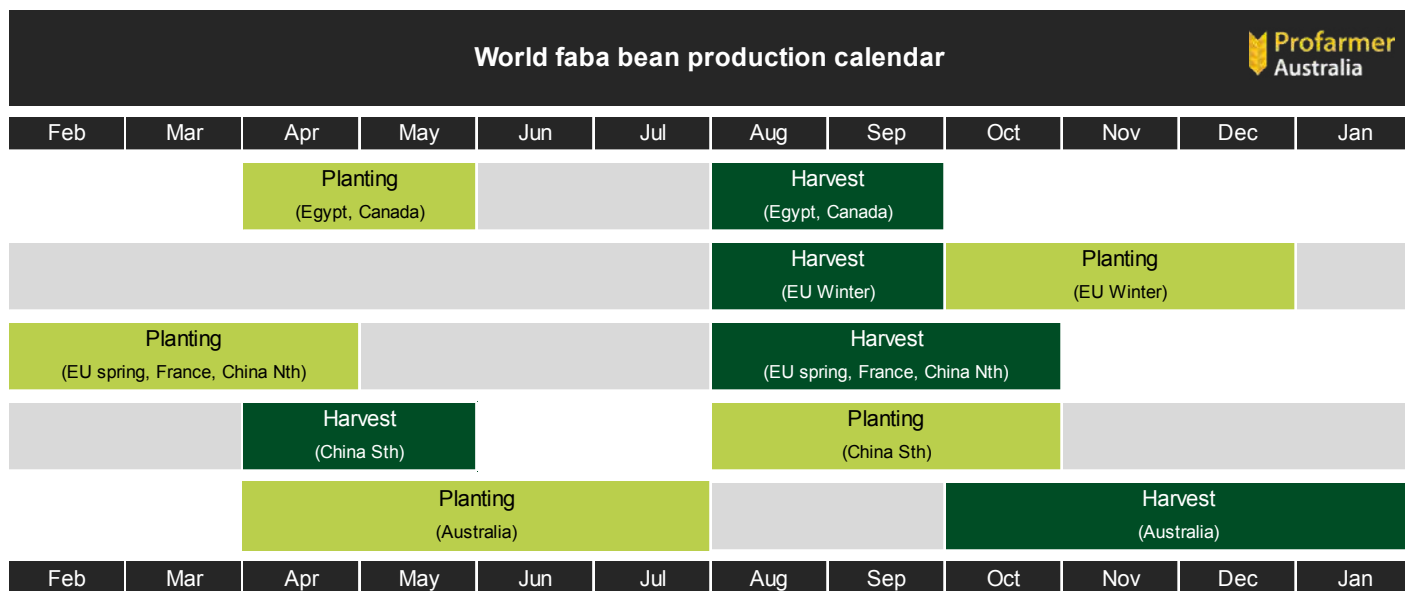 World faba bean production calendar
Profarmer
Australia
Feb Mar Apr May Jun Jul Aug Sep Oct Nov Dec Jan
Planting
(Egypt, Canada)
Harvest
(Egypt, Canada)
Harvest
(EU Winter)
Planting
(EU Winter)
Planting
(EU spring, France, China Nth)
Harvest
(EU spring, France, China Nth)
Harvest
(China Sth)
Planting
(China Sth)
Planting
(Australia)
Harvest
(Australia)
Feb Mar Apr May Jun Jul Aug Sep Oct Nov Dec Jan